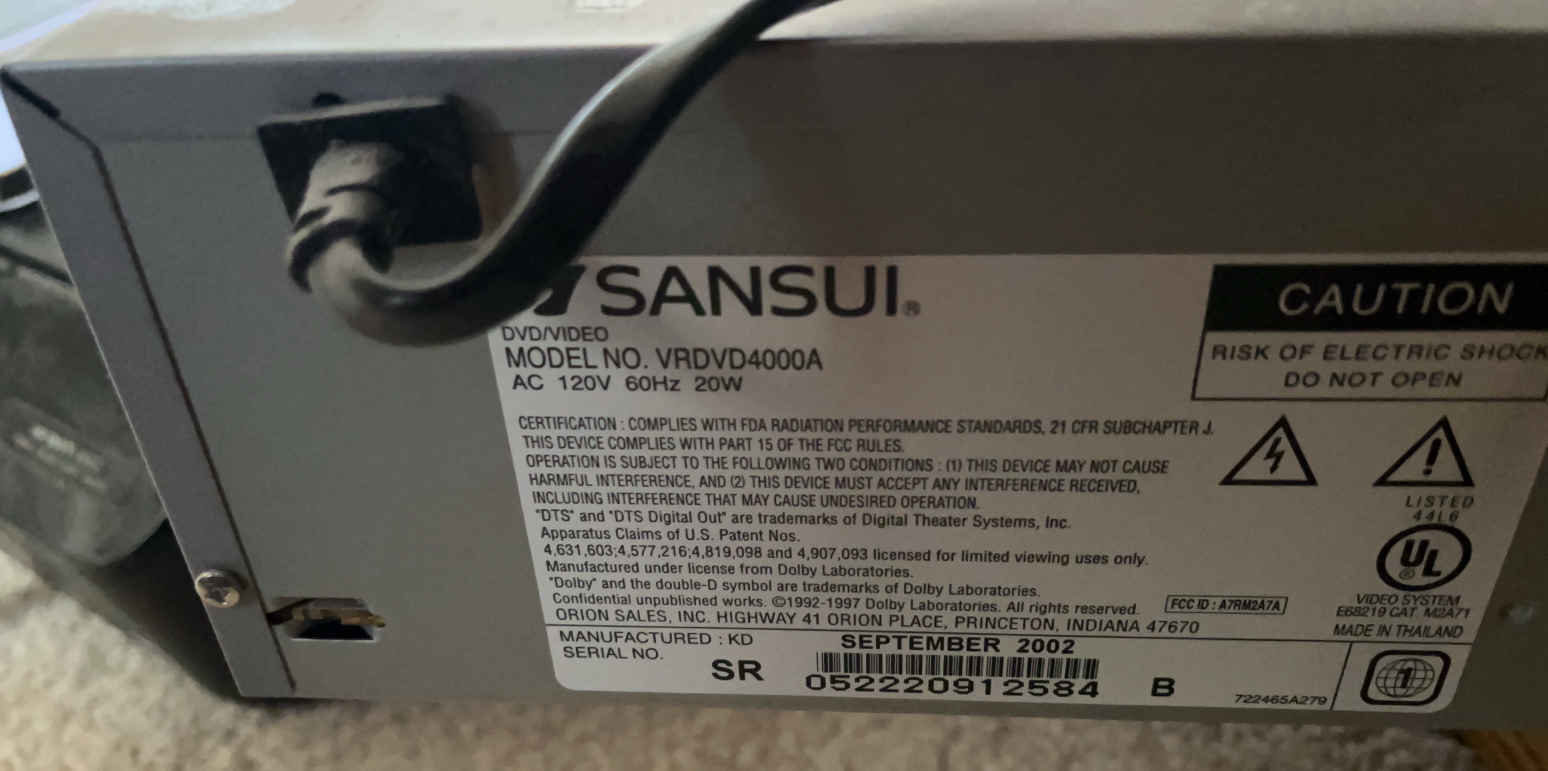 SANSUI®
DVD/VIDEO
MODEL NO. VRDVD4000A
AC 120V 60Hz 20W
CAUTION
RISK OF ELECTRIC SHOCK
DO NOT OPEN
CERTIFICATION : COMPLIES WITH FDA RADIATION PERFORMANCE STANDARDS, 21 CFR SUBCHAPTER J.
THIS DEVICE COMPLIES WITH PART 15 OF THE FCC RULES.
OPERATION IS SUBJECT TO THE FOLLOWING TWO CONDITIONS : (1) THIS DEVICE MAY NOT CAUSE
HARMFUL INTERFERENCE, AND (2) THIS DEVICE MUST ACCEPT ANY INTERFERENCE RECEIVED,
INCLUDING INTERFERENCE THAT MAY CAUSE UNDESIRED OPERATION.
"DTS" and "DTS Digital Out" are trademarks of Digital Theater Systems, Inc.
Apparatus Claims of U.S. Patent Nos.
4,631,603;4,577,216;4,819,098 and 4,907,093 licensed for limited viewing uses only.
Manufactured under license from Dolby Laboratories.
"Dolby" and the double-D symbol are trademarks of Dolby Laboratories.
Confidential unpublished works. ©1992-1997 Dolby Laboratories. All rights reserved.
FCC ID : A7RM2A7A
ORION SALES, INC. HIGHWAY 41 ORION PLACE, PRINCETON, INDIANA 47670
LISTED
44L6
UL®
VIDEO SYSTEM
E68219 CAT. M2A71
MADE IN THAILAND
MANUFACTURED : KD SEPTEMBER 2002
SERIAL NO.
SR 052220912584 B
722465A279
1